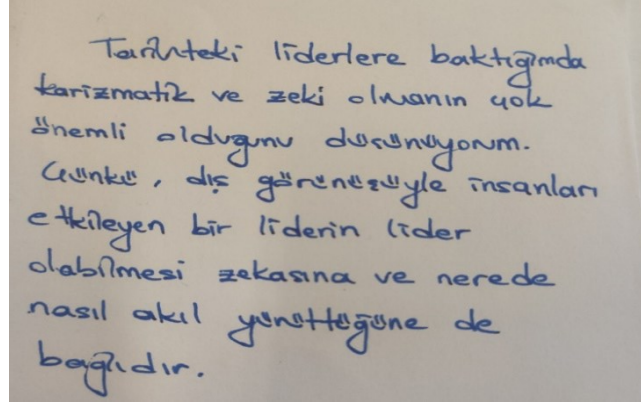 Tarihteki liderlere baktığımda
karizmatik ve zeki olmanın çok
önemli olduğunu düşünüyorum.
Çünkü, dış görünüşüyle insanları
etkileyen bir liderin lider
olabilmesi zekasına ve nerede
nasıl akıl yürüttüğüne de
bağlıdır.